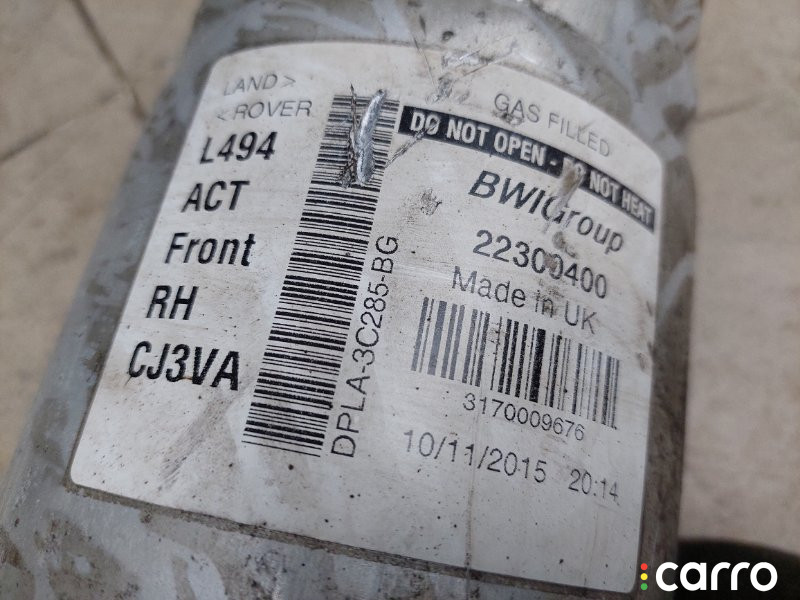 LAND >
< ROVER
L494
ACT
Front
RH
CJ3VA
DPLA-3C285-BG
GAS FILLED
DO NOT OPEN - DO NOT HEAT
BWIGroup
22300400
Made in UK
3170009676
10/11/2015 20:14
carro